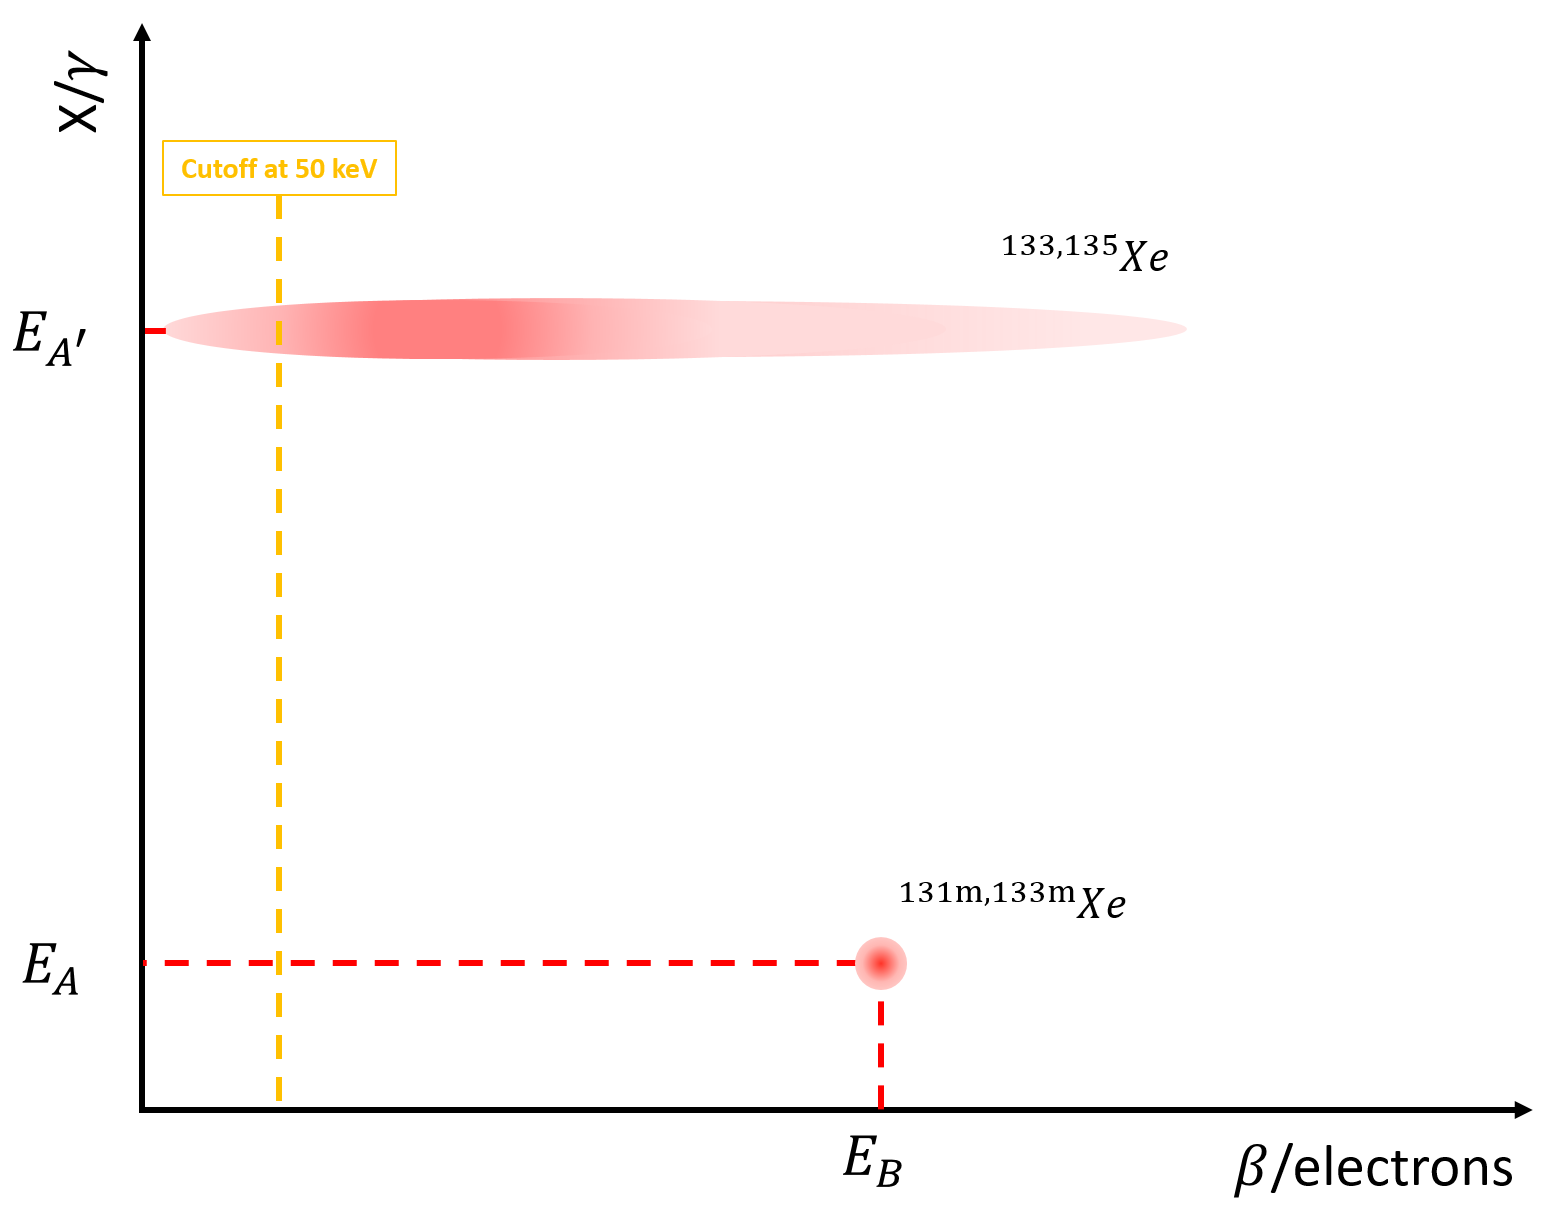 X/γ
Cutoff at 50 keV
¹³³,¹³⁵Xe
E_A′
¹³¹ᵐ,¹³³ᵐXe
E_A
E_B
β/electrons